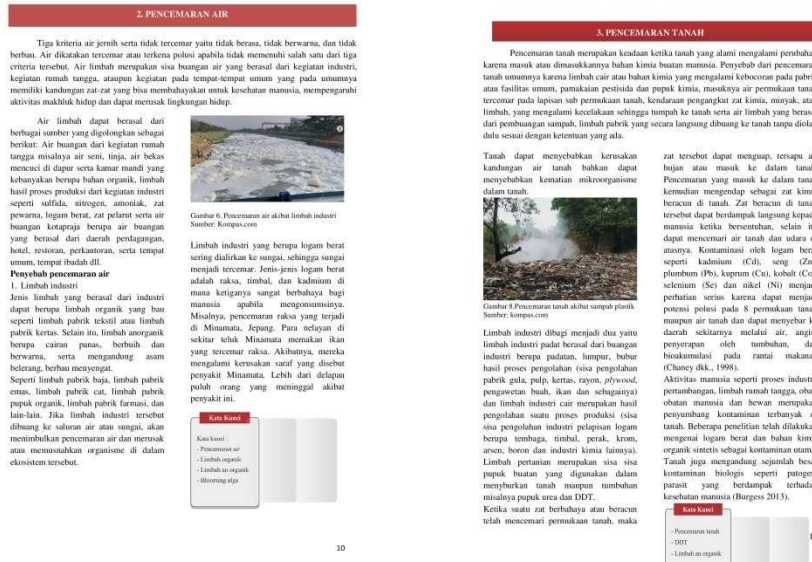 2. PENCEMARAN AIR
Tiga kriteria air jernih serta tidak tercemar yaitu tidak berasa, tidak berwarna, dan tidak
berbau. Air dikatakan tercemar atau terkena polusi apabila tidak memenuhi salah satu dari tiga
criteria tersebut. Air limbah merupakan sisa buangan air yang berasal dari kegiatan industri,
kegiatan rumah tangga, ataupun kegiatan pada tempat-tempat umum yang pada umumnya
memiliki kandungan zat-zat yang bisa membahayakan untuk kesehatan manusia, mempengaruhi
aktivitas makhluk hidup dan dapat merusak lingkungan hidup.
Air limbah dapat berasal dari
berbagai sumber yang digolongkan sebagai
berikut: Air buangan dari kegiatan rumah
tangga misalnya air seni, tinja, air bekas
mencuci di dapur serta kamar mandi yang
kebanyakan berupa bahan organik, limbah
hasil proses produksi dari kegiatan industri
seperti sulfida, nitrogen, amoniak, zat
pewarna, logam berat, zat pelarut serta air
buangan kotapraja berupa air buangan
yang berasal dari daerah perdagangan,
hotel, restoran, perkantoran, serta tempat
umum, tempat ibadah dll.
Penyebab pencemaran air
1. Limbah industri
Jenis limbah yang berasal dari industri
dapat berupa limbah organik yang bau
seperti limbah pabrik tekstil atau limbah
pabrik kertas. Selain itu, limbah anorganik
berupa cairan panas, berbuih dan
berwarna, serta mengandung asam
belerang, berbau menyengat.
Seperti limbah pabrik baja, limbah pabrik
emas, limbah pabrik cat, limbah pabrik
pupuk organik, limbah pabrik farmasi, dan
lain-lain. Jika limbah industri tersebut
dibuang ke saluran air atau sungai, akan
menimbulkan pencemaran air dan merusak
atau memusnahkan organisme di dalam
ekosistem tersebut.
Gambar 6. Pencemaran air akibat limbah industri
Sumber: Kompas.com
Limbah industri yang berupa logam berat
sering dialirkan ke sungai, sehingga sungai
menjadi tercemar. Jenis-jenis logam berat
adalah raksa, timbal, dan kadmium di
mana ketiganya sangat berbahaya bagi
manusia apabila mengonsumsinya.
Misalnya, pencemaran raksa yang terjadi
di Minamata, Jepang. Para nelayan di
sekitar teluk Minamata memakan ikan
yang tercemar raksa. Akibatnya, mereka
mengalami kerusakan saraf yang disebut
penyakit Minamata. Lebih dari delapan
puluh orang yang meninggal akibat
penyakit ini.
Kata Kunci
Kata kunci :
- Pencemaran air
- Limbah organik
- Limbah an organik
- Blooming alga
10
3. PENCEMARAN TANAH
Pencemaran tanah merupakan keadaan ketika tanah yang alami mengalami perubaha
karena masuk atau dimasukkannya bahan kimia buatan manusia. Penyebab dari pencemara
tanah umumnya karena limbah cair atau bahan kimia yang mengalami kebocoran pada pabri
atau fasilitas umum, pamakaian pestisida dan pupuk kimia, masuknya air permukaan tana
tercemar pada lapisan sub permukaan tanah, kendaraan pengangkut zat kimia, minyak, ata
limbah, yang mengalami kecelakaan sehingga tumpah ke tanah serta air limbah yang berasa
dari pembuangan sampah, limbah pabrik yang secara langsung dibuang ke tanah tanpa diola
dulu sesuai dengan ketentuan yang ada.
Tanah dapat menyebabkan kerusakan
kandungan air tanah bahkan dapat
menyebabkan kematian mikroorganisme
dalam tanah.
Gambar 8.Pencemaran tanah akibat sampah plastik
Sumber: kompas.com
Limbah industri dibagi menjadi dua yaitu
limbah industri padat berasal dari buangan
industri berupa padatan, lumpur, bubur
hasil proses pengolahan (sisa pengolahan
pabrik gula, pulp, kertas, rayon, plywood,
pengawetan buah, ikan dan sebagainya)
dan limbah industri cair merupakan hasil
pengolahan suatu proses produksi (sisa
sisa pengolahan industri pelapisan logam
berupa tembaga, timbal, perak, krom,
arsen, boron dan industri kimia lainnya).
Limbah pertanian merupakan sisa sisa
pupuk buatan yang digunakan dalam
menyburkan tanah maupun tumbuhan
misalnya pupuk urea dan DDT.
Ketika suatu zat berbahaya atau beracun
telah mencemari permukaan tanah, maka
zat tersebut dapat menguap, tersapu a
hujan atau masuk ke dalam tanah
Pencemaran yang masuk ke dalam tana
kemudian mengendap sebagai zat kimi
beracun di tanah. Zat beracun di tana
tersebut dapat berdampak langsung kepad
manusia ketika bersentuhan, selain it
dapat mencemari air tanah dan udara d
atasnya. Kontaminasi oleh logam bera
seperti kadmium (Cd), seng (Zn
plumbum (Pb), kuprum (Cu), kobalt (Co
selenium (Se) dan nikel (Ni) menjad
perhatian serius karena dapat menjad
potensi polusi pada 8 permukaan tana
maupun air tanah dan dapat menyebar k
daerah sekitarnya melalui air, angin
penyerapan oleh tumbuhan, da
bioakumulasi pada rantai makana
(Chaney dkk., 1998).
Aktivitas manusia seperti proses industri
pertambangan, limbah rumah tangga, obat
obatan manusia dan hewan merupaka
penyumbang kontaminan terbanyak d
tanah. Beberapa penelitian telah dilakuka
mengenai logam berat dan bahan kimi
organik sintetis sebagai kontaminan utam
Tanah juga mengandung sejumlah besa
kontaminan biologis seperti patogen
parasit yang berdampak terhada
kesehatan manusia (Burgess 2013).
Kata Kunci
- Pencemaran tanah
- DDT
- Limbah an organik